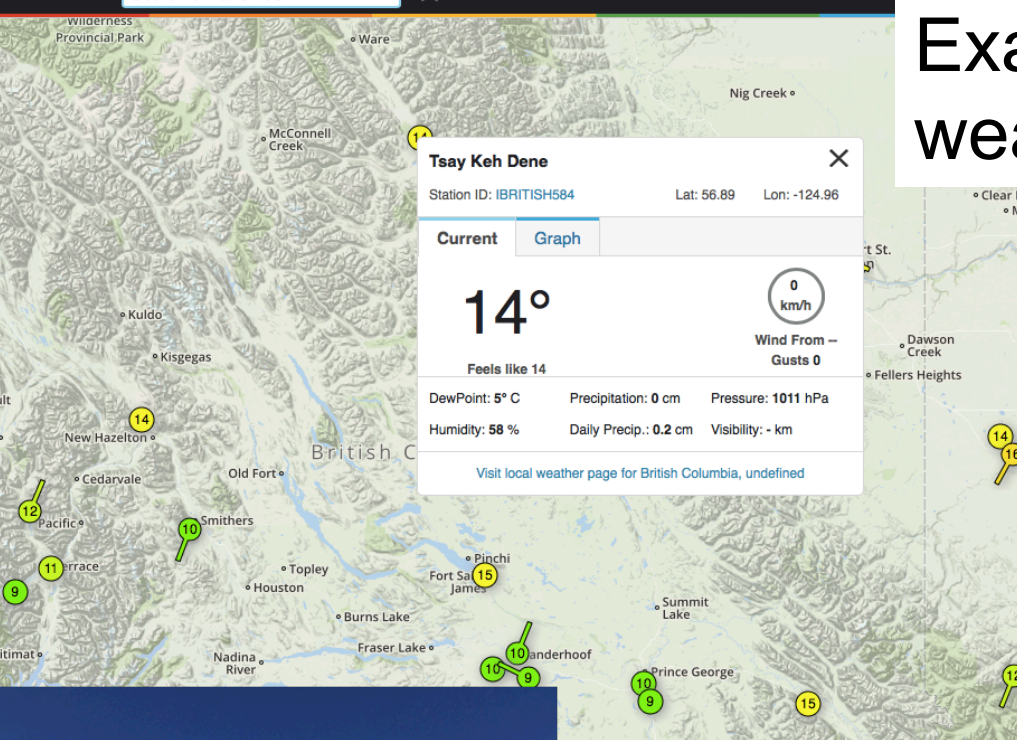 Wilderness
Provincial Park
Ware
Nig Creek
McConnell
Creek
14
Tsay Keh Dene
Station ID: IBRITISH584
Lat: 56.89
Lon: -124.96
Current
Graph
14°
Feels like 14
0
km/h
Wind From --
Gusts 0
DewPoint: 5° C
Precipitation: 0 cm
Pressure: 1011 hPa
Humidity: 58 %
Daily Precip.: 0.2 cm
Visibility: - km
Visit local weather page for British Columbia, undefined
Clear
St.
Dawson
Creek
Fellers Heights
Kuldo
Kisgegas
14
New Hazelton
British C
Cedarvale
Old Fort
14
16
12
Pacific
10
Smithers
11
9
Topley
Houston
Pinchi
Fort
15
James
Burns Lake
Summit
Lake
Fraser Lake
10
Nadina
River
10
9
Prince George
10
9
15
12